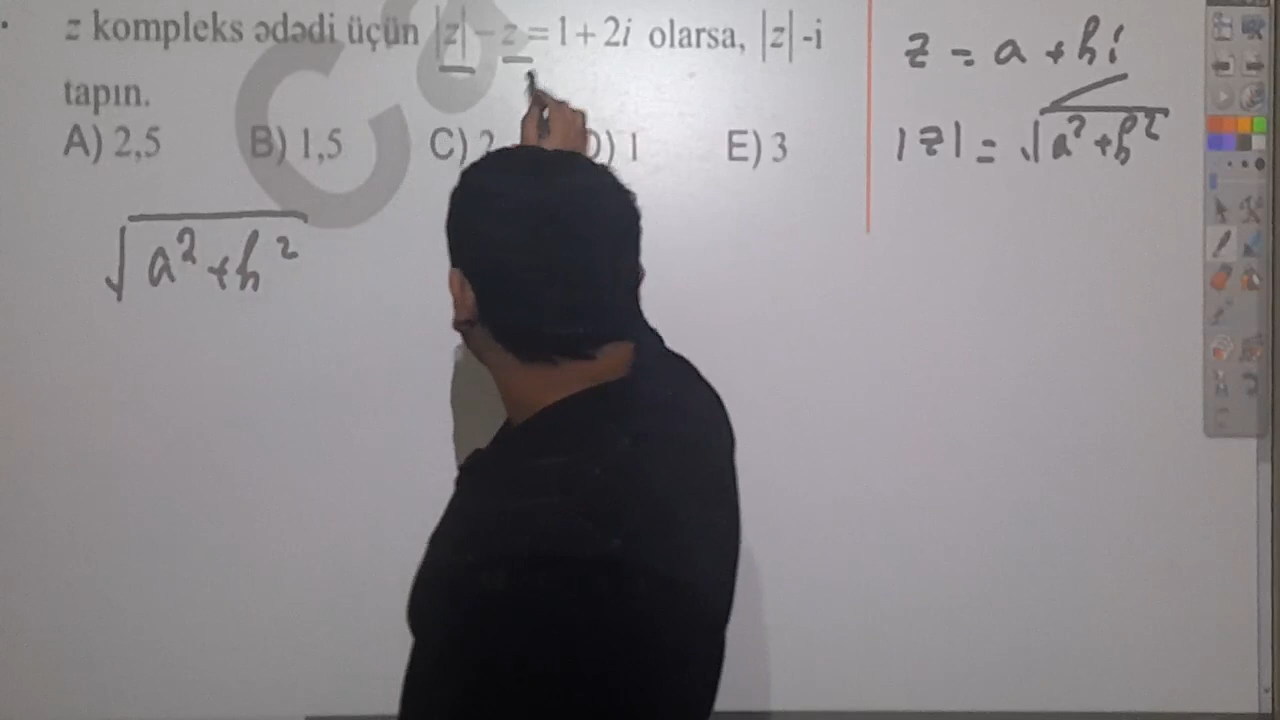 z kompleks ədədi üçün |z| - z = 1 + 2i olarsa, |z| -i
tapın.
A) 2,5 B) 1,5 C) 2 D) 1 E) 3
z = a + bi
|z| = √a² + b²
√a² + b²